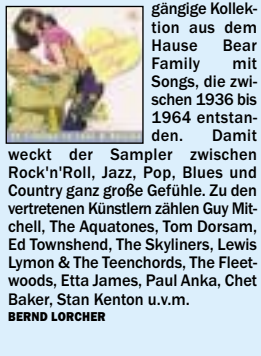 gängige Kollek-
tion aus dem
Hause Bear
Family mit
Songs, die zwi-
schen 1936 bis
1964 entstan-
den. Damit
weckt der Sampler zwischen
Rock'n'Roll, Jazz, Pop, Blues und
Country ganz große Gefühle. Zu den
vertretenen Künstlern zählen Guy Mit-
chell, The Aquatones, Tom Dorsam,
Ed Townshend, The Skyliners, Lewis
Lymon & The Teenchords, The Fleet-
woods, Etta James, Paul Anka, Chet
Baker, Stan Kenton u.v.m.
BERND LORCHER